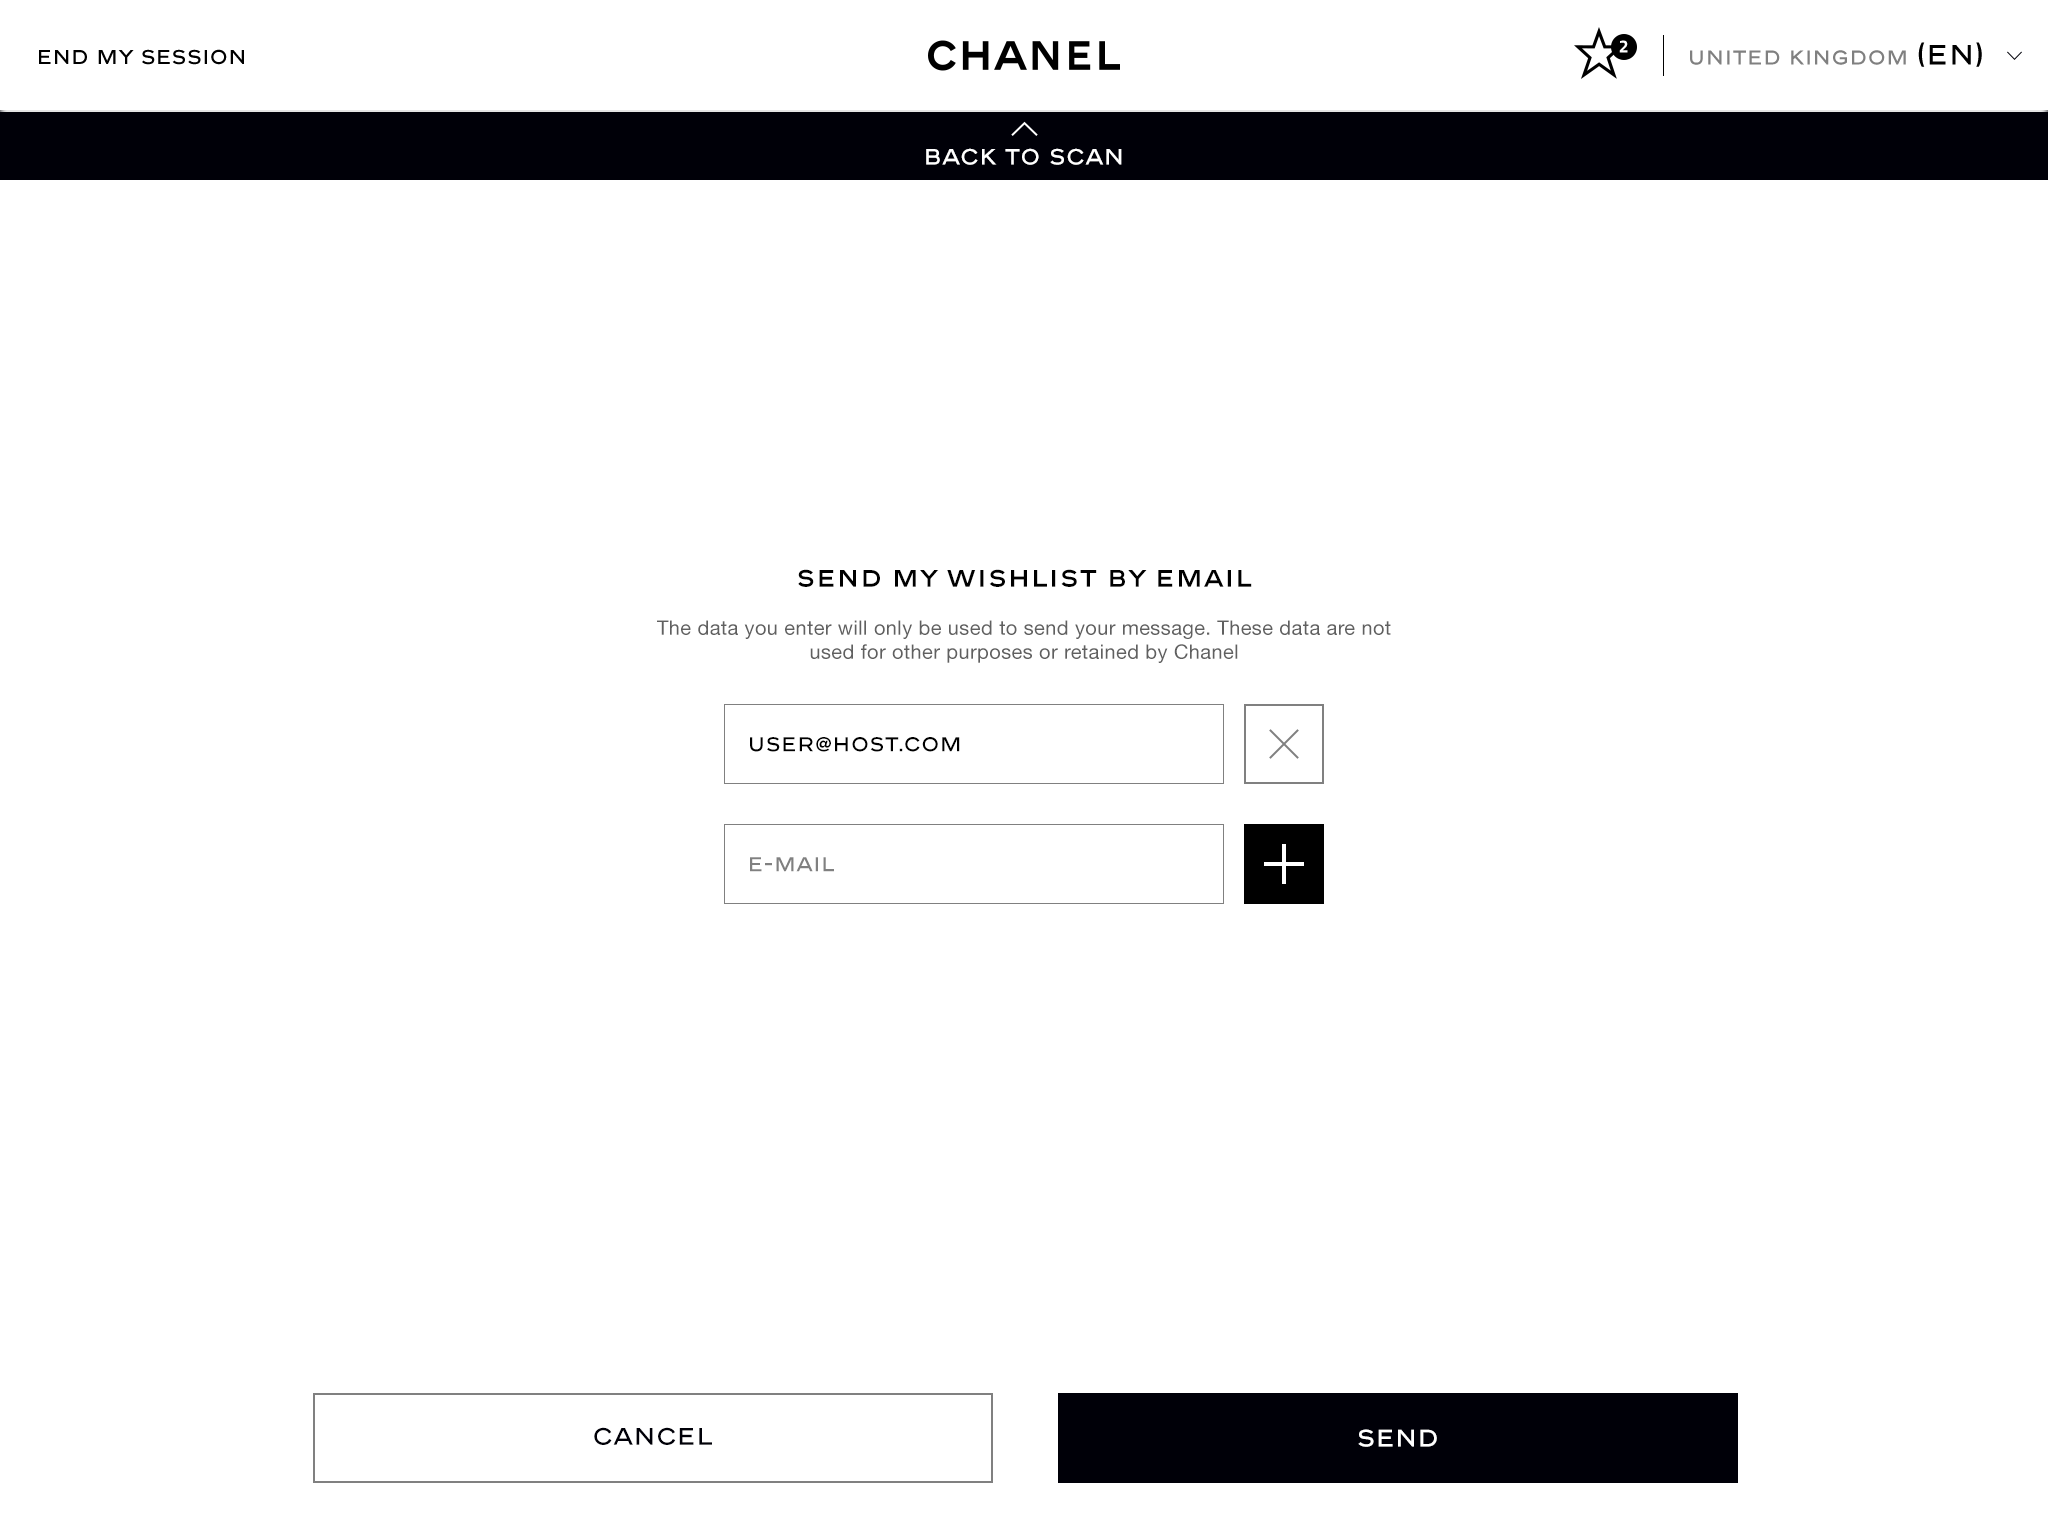 END MY SESSION
CHANEL
2
UNITED KINGDOM (EN)
BACK TO SCAN
SEND MY WISHLIST BY EMAIL
The data you enter will only be used to send your message. These data are not
used for other purposes or retained by Chanel
USER@HOST.COM
E-MAIL
CANCEL
SEND